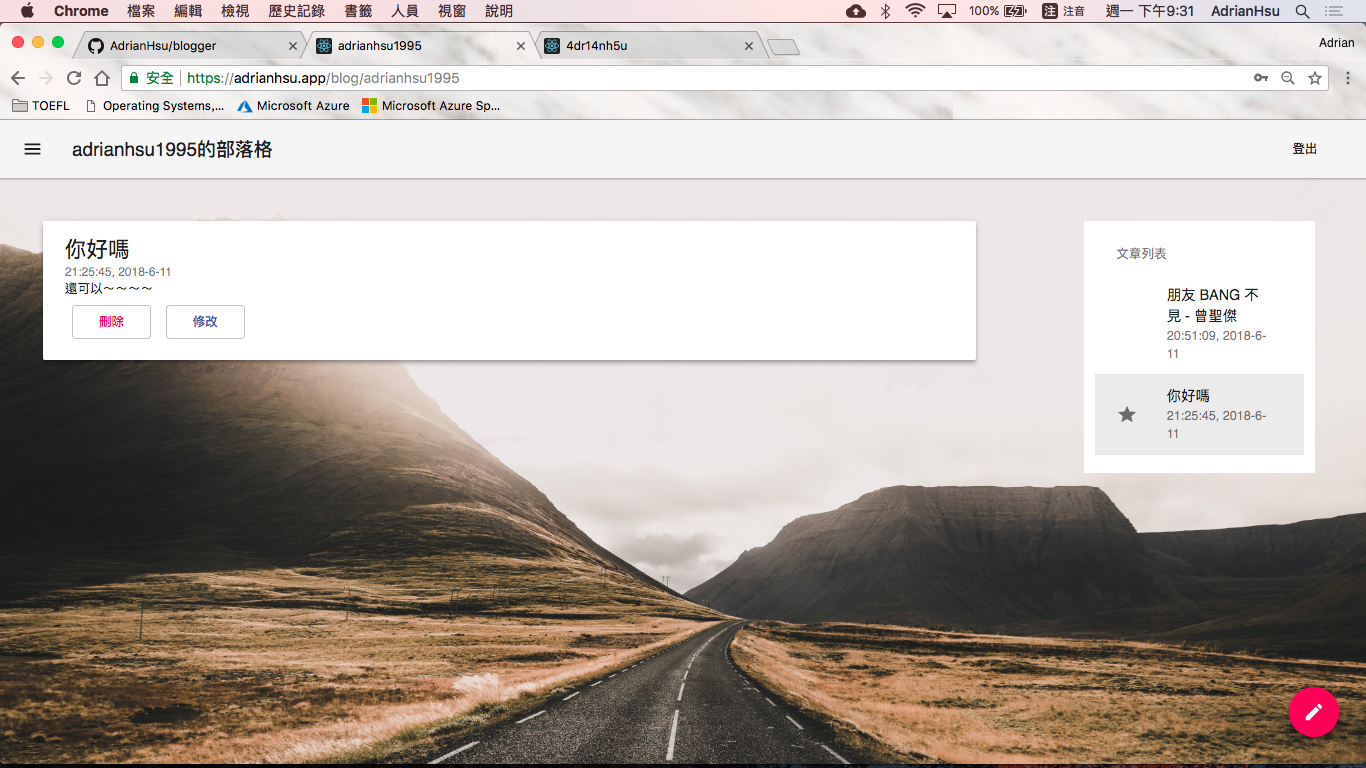 Chrome 檔案 編輯 檢視 歷史記錄 書籤 人員 視窗 說明 100% 注 注音 週一 下午9:31 AdrianHsu
AdrianHsu/blogger adrianhsu1995 4dr14nh5u Adrian
安全 https://adrianhsu.app/blog/adrianhsu1995
TOEFL Operating Systems,... Microsoft Azure Microsoft Azure Sp...
adrianhsu1995的部落格 登出
你好嗎
21:25:45, 2018-6-11
還可以～～～～
刪除 修改
文章列表
朋友 BANG 不
見 - 曾聖傑
20:51:09, 2018-6-
11
你好嗎
21:25:45, 2018-6-
11